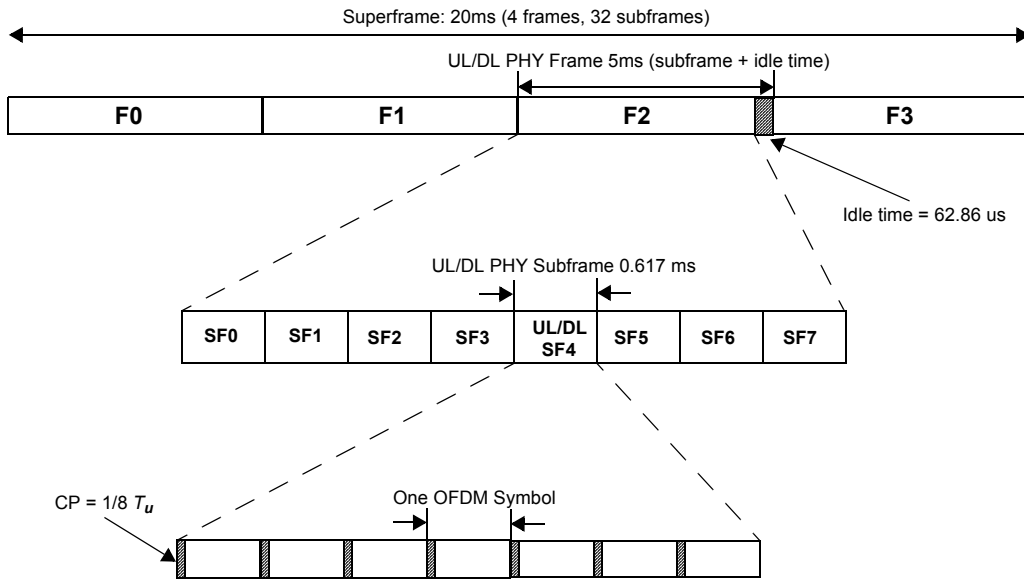 Superframe: 20ms (4 frames, 32 subframes)
UL/DL PHY Frame 5ms (subframe + idle time)
F0 F1 F2 F3
Idle time = 62.86 us
UL/DL PHY Subframe 0.617 ms
SF0 SF1 SF2 SF3 UL/DL SF4 SF5 SF6 SF7
CP = 1/8 Tu
One OFDM Symbol